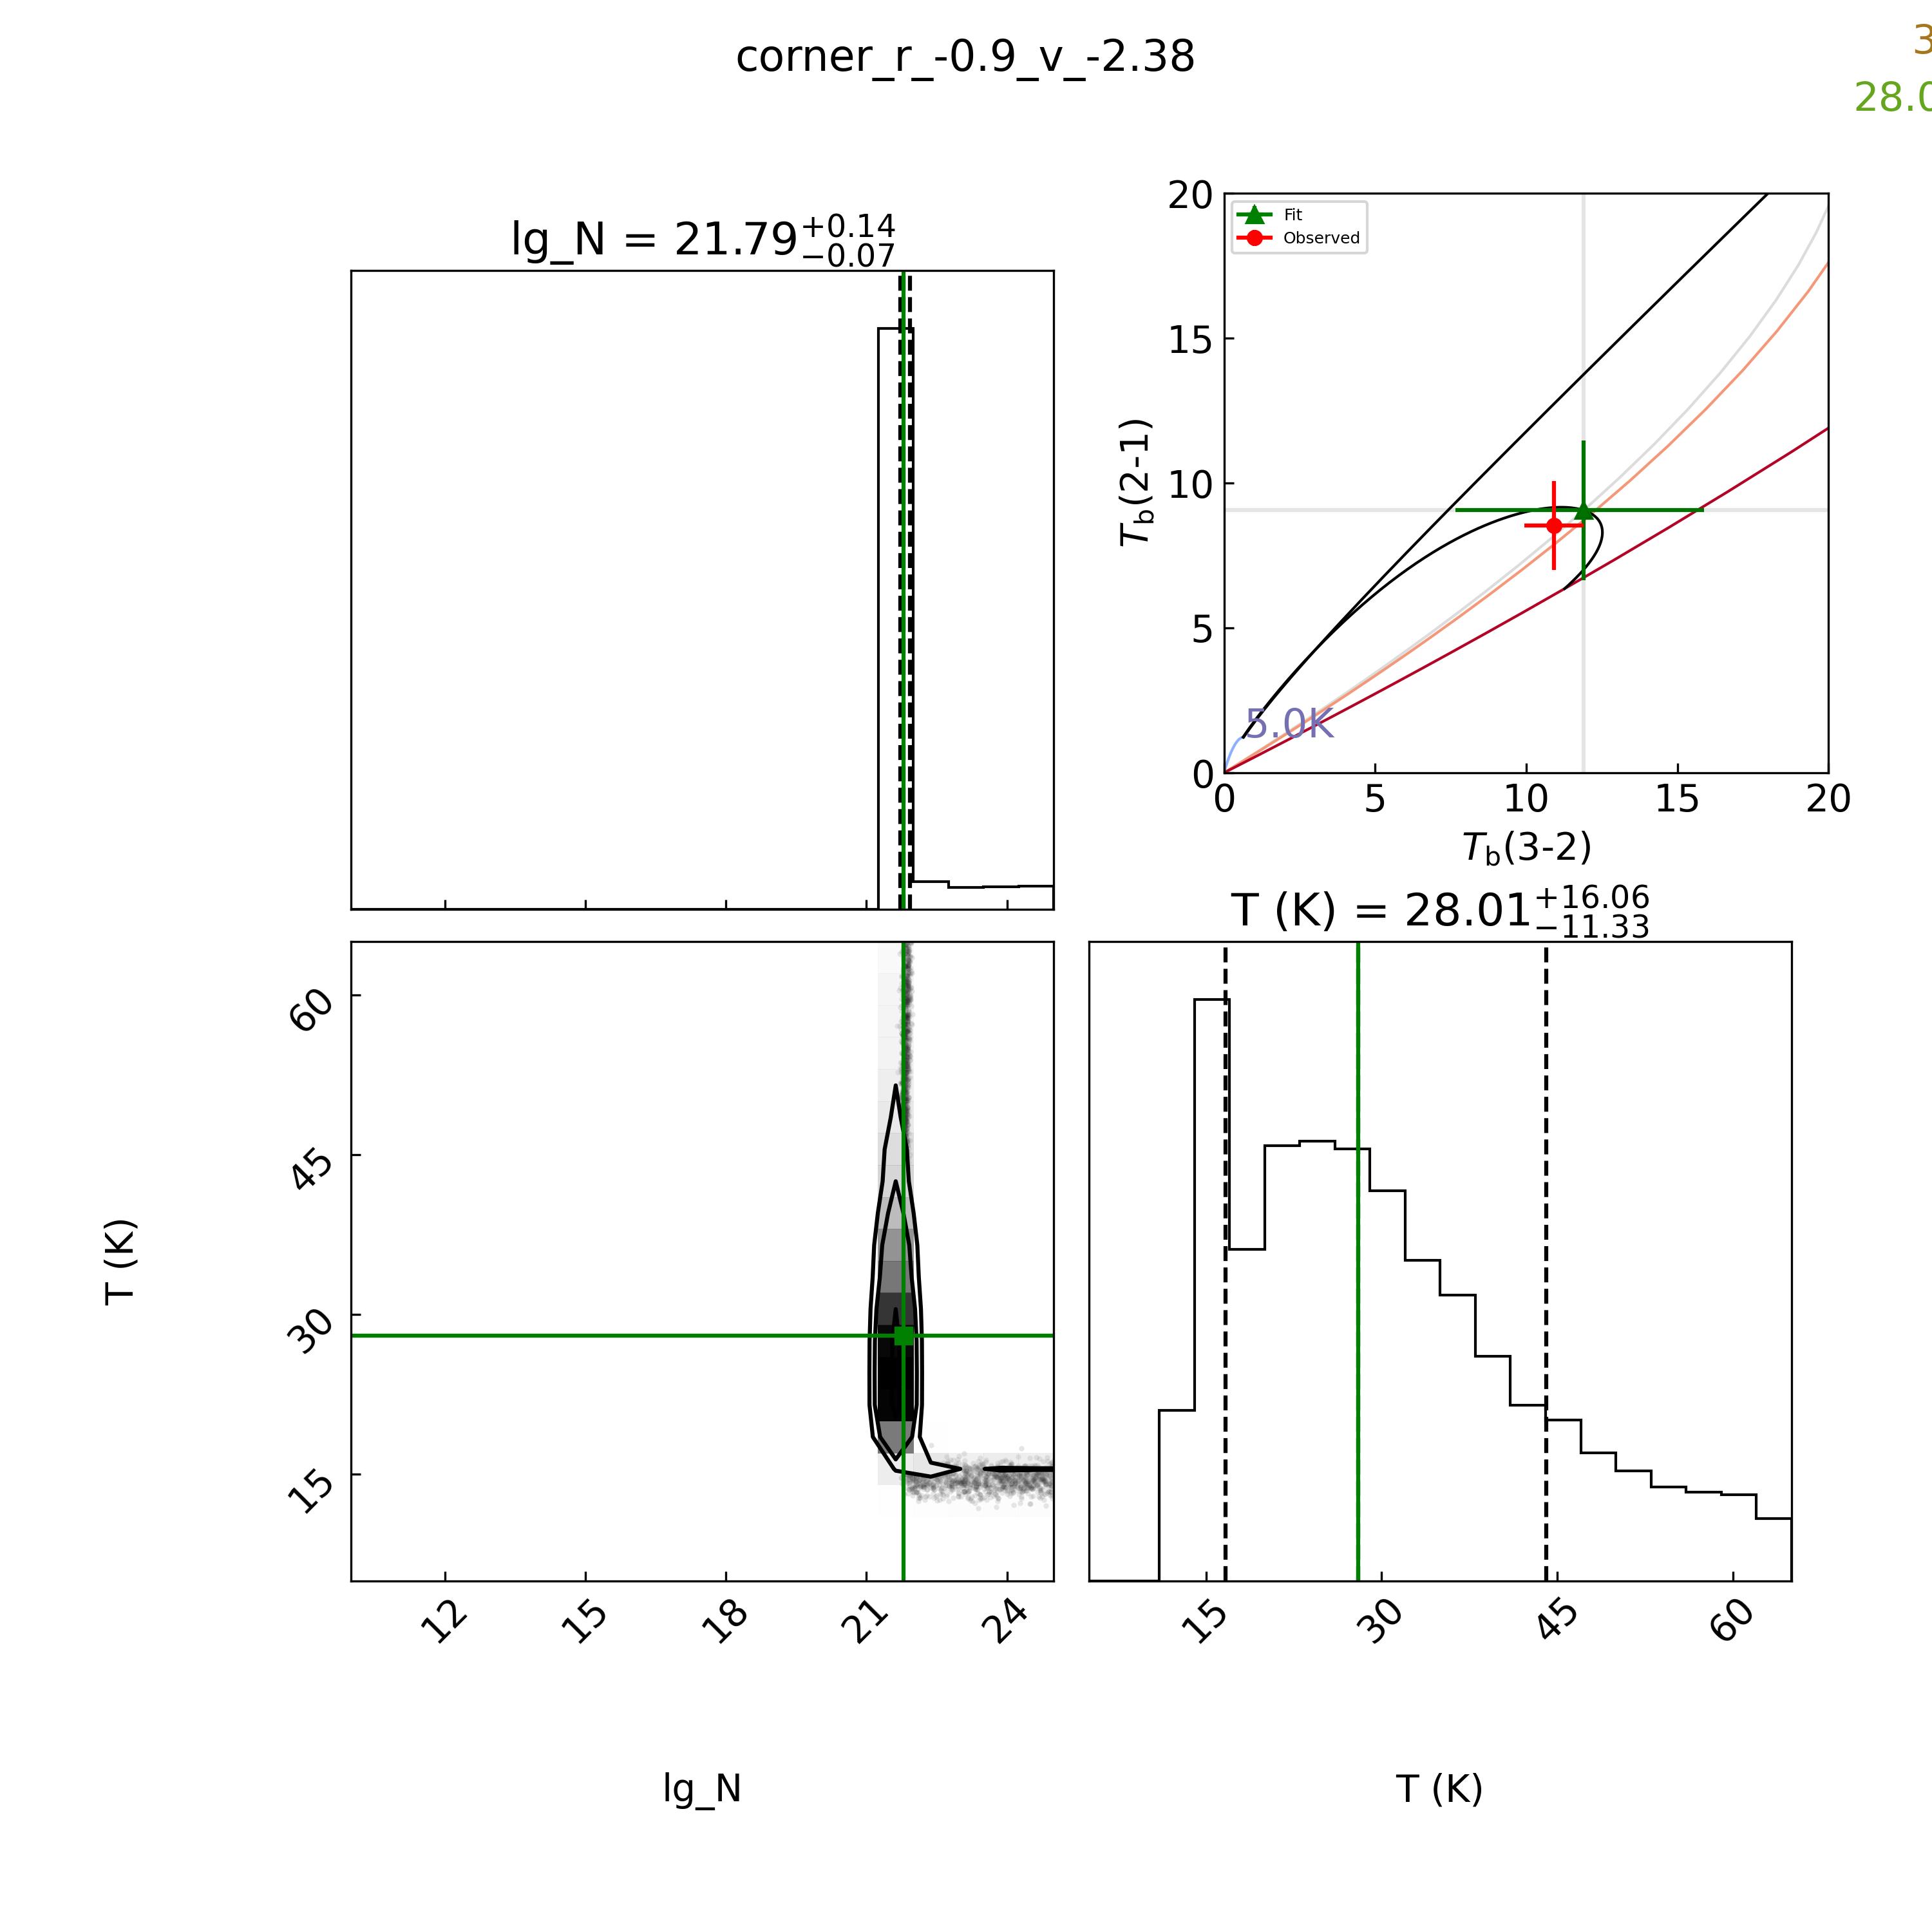 corner_r_-0.9_v_-2.38
3
28.0
lg_N = 21.79 +0.14 −0.07
20
15
10
5
0
T_b(2-1)
Fit
Observed
5.0K
0 5 10 15 20
T_b(3-2)
T (K) = 28.01 +16.06 −11.33
60
45
30
15
T (K)
12 15 18 21 24
15 30 45 60
lg_N
T (K)